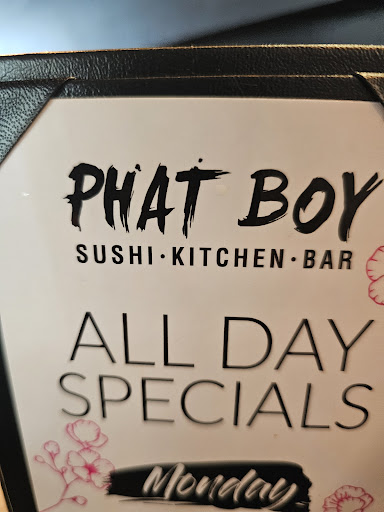 PHAT BOY
SUSHI·KITCHEN·BAR
ALL DAY
SPECIALS
Monday